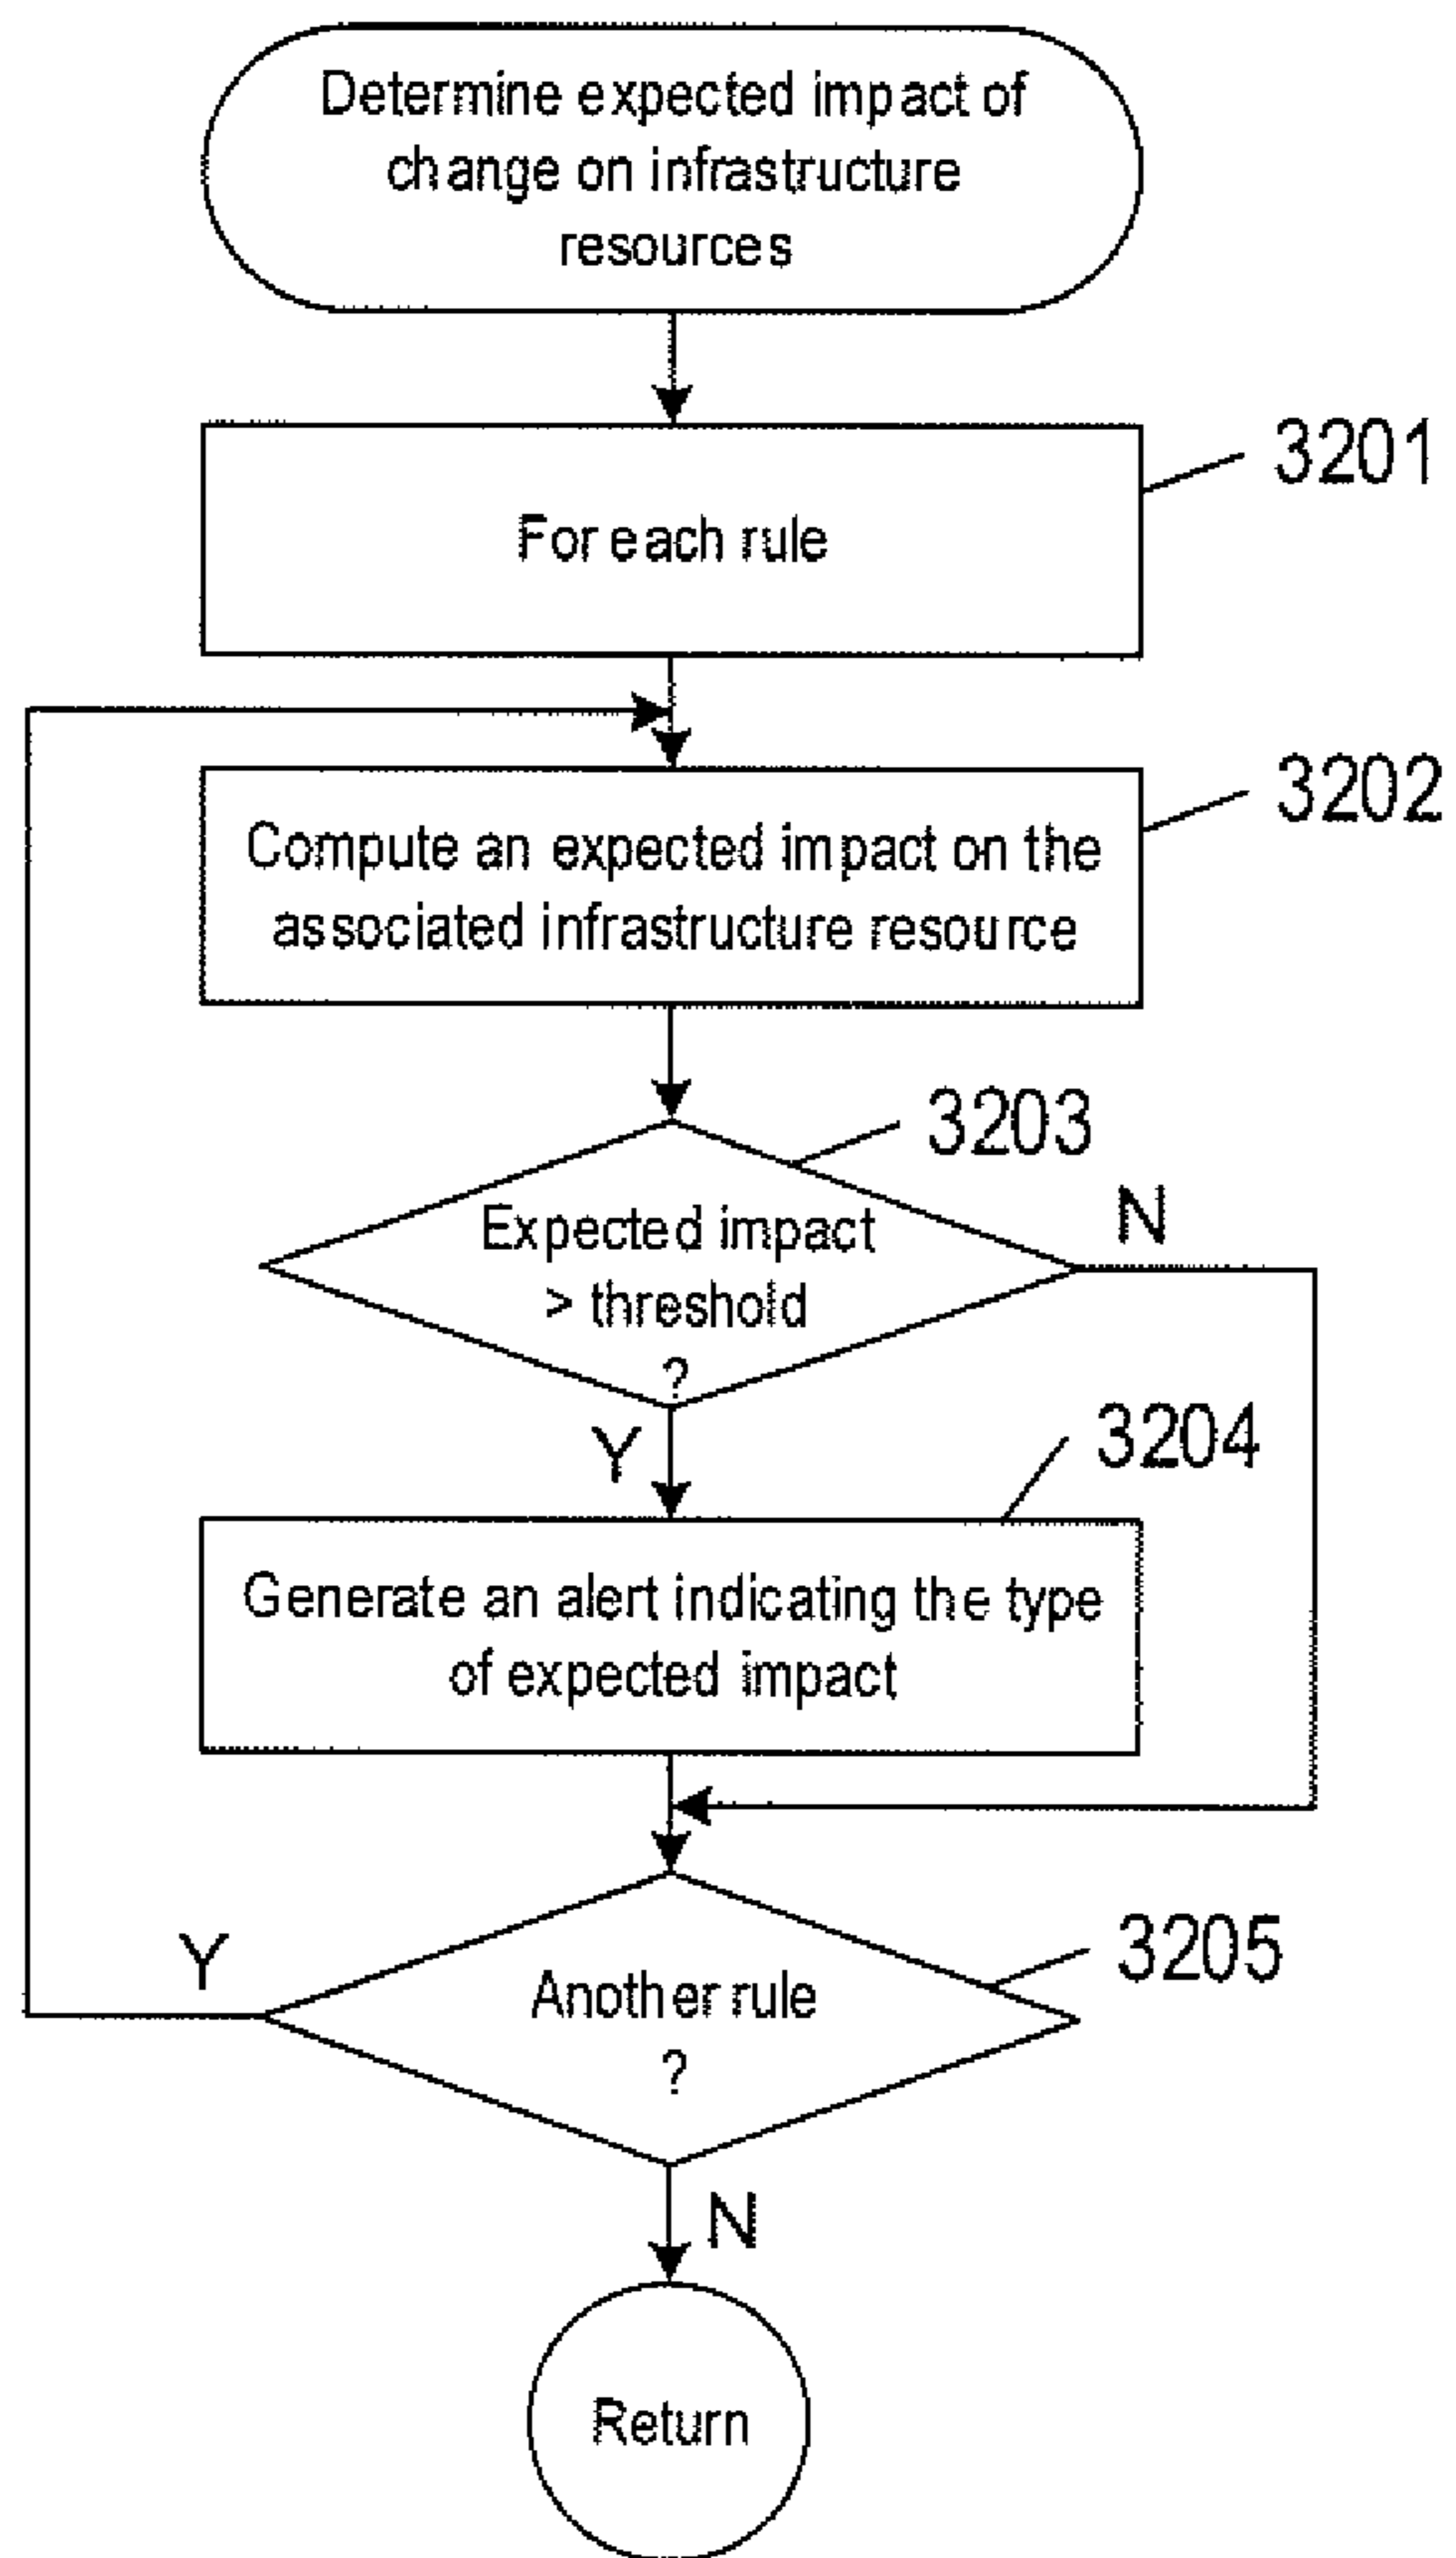 Determine expected impact of
change on infrastructure
resources
3201
For each rule
3202
Compute an expected impact on the
associated infrastructure resource
3203
Expected impact
> threshold
?
N
Y
3204
Generate an alert indicating the type
of expected impact
3205
Y
Another rule
?
N
Return